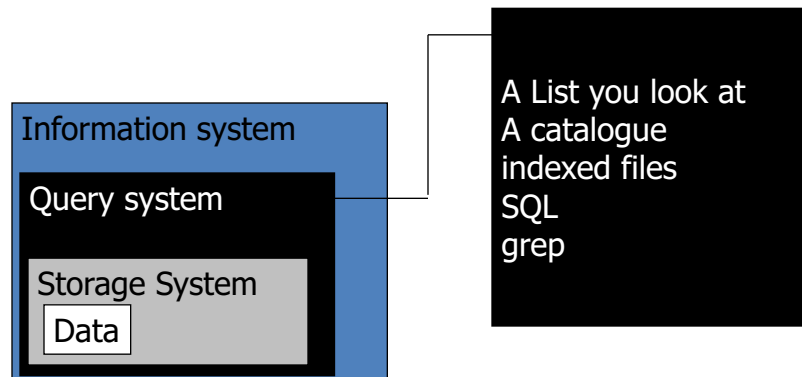 Information system
Query system
Storage System
Data
A List you look at
A catalogue
indexed files
SQL
grep